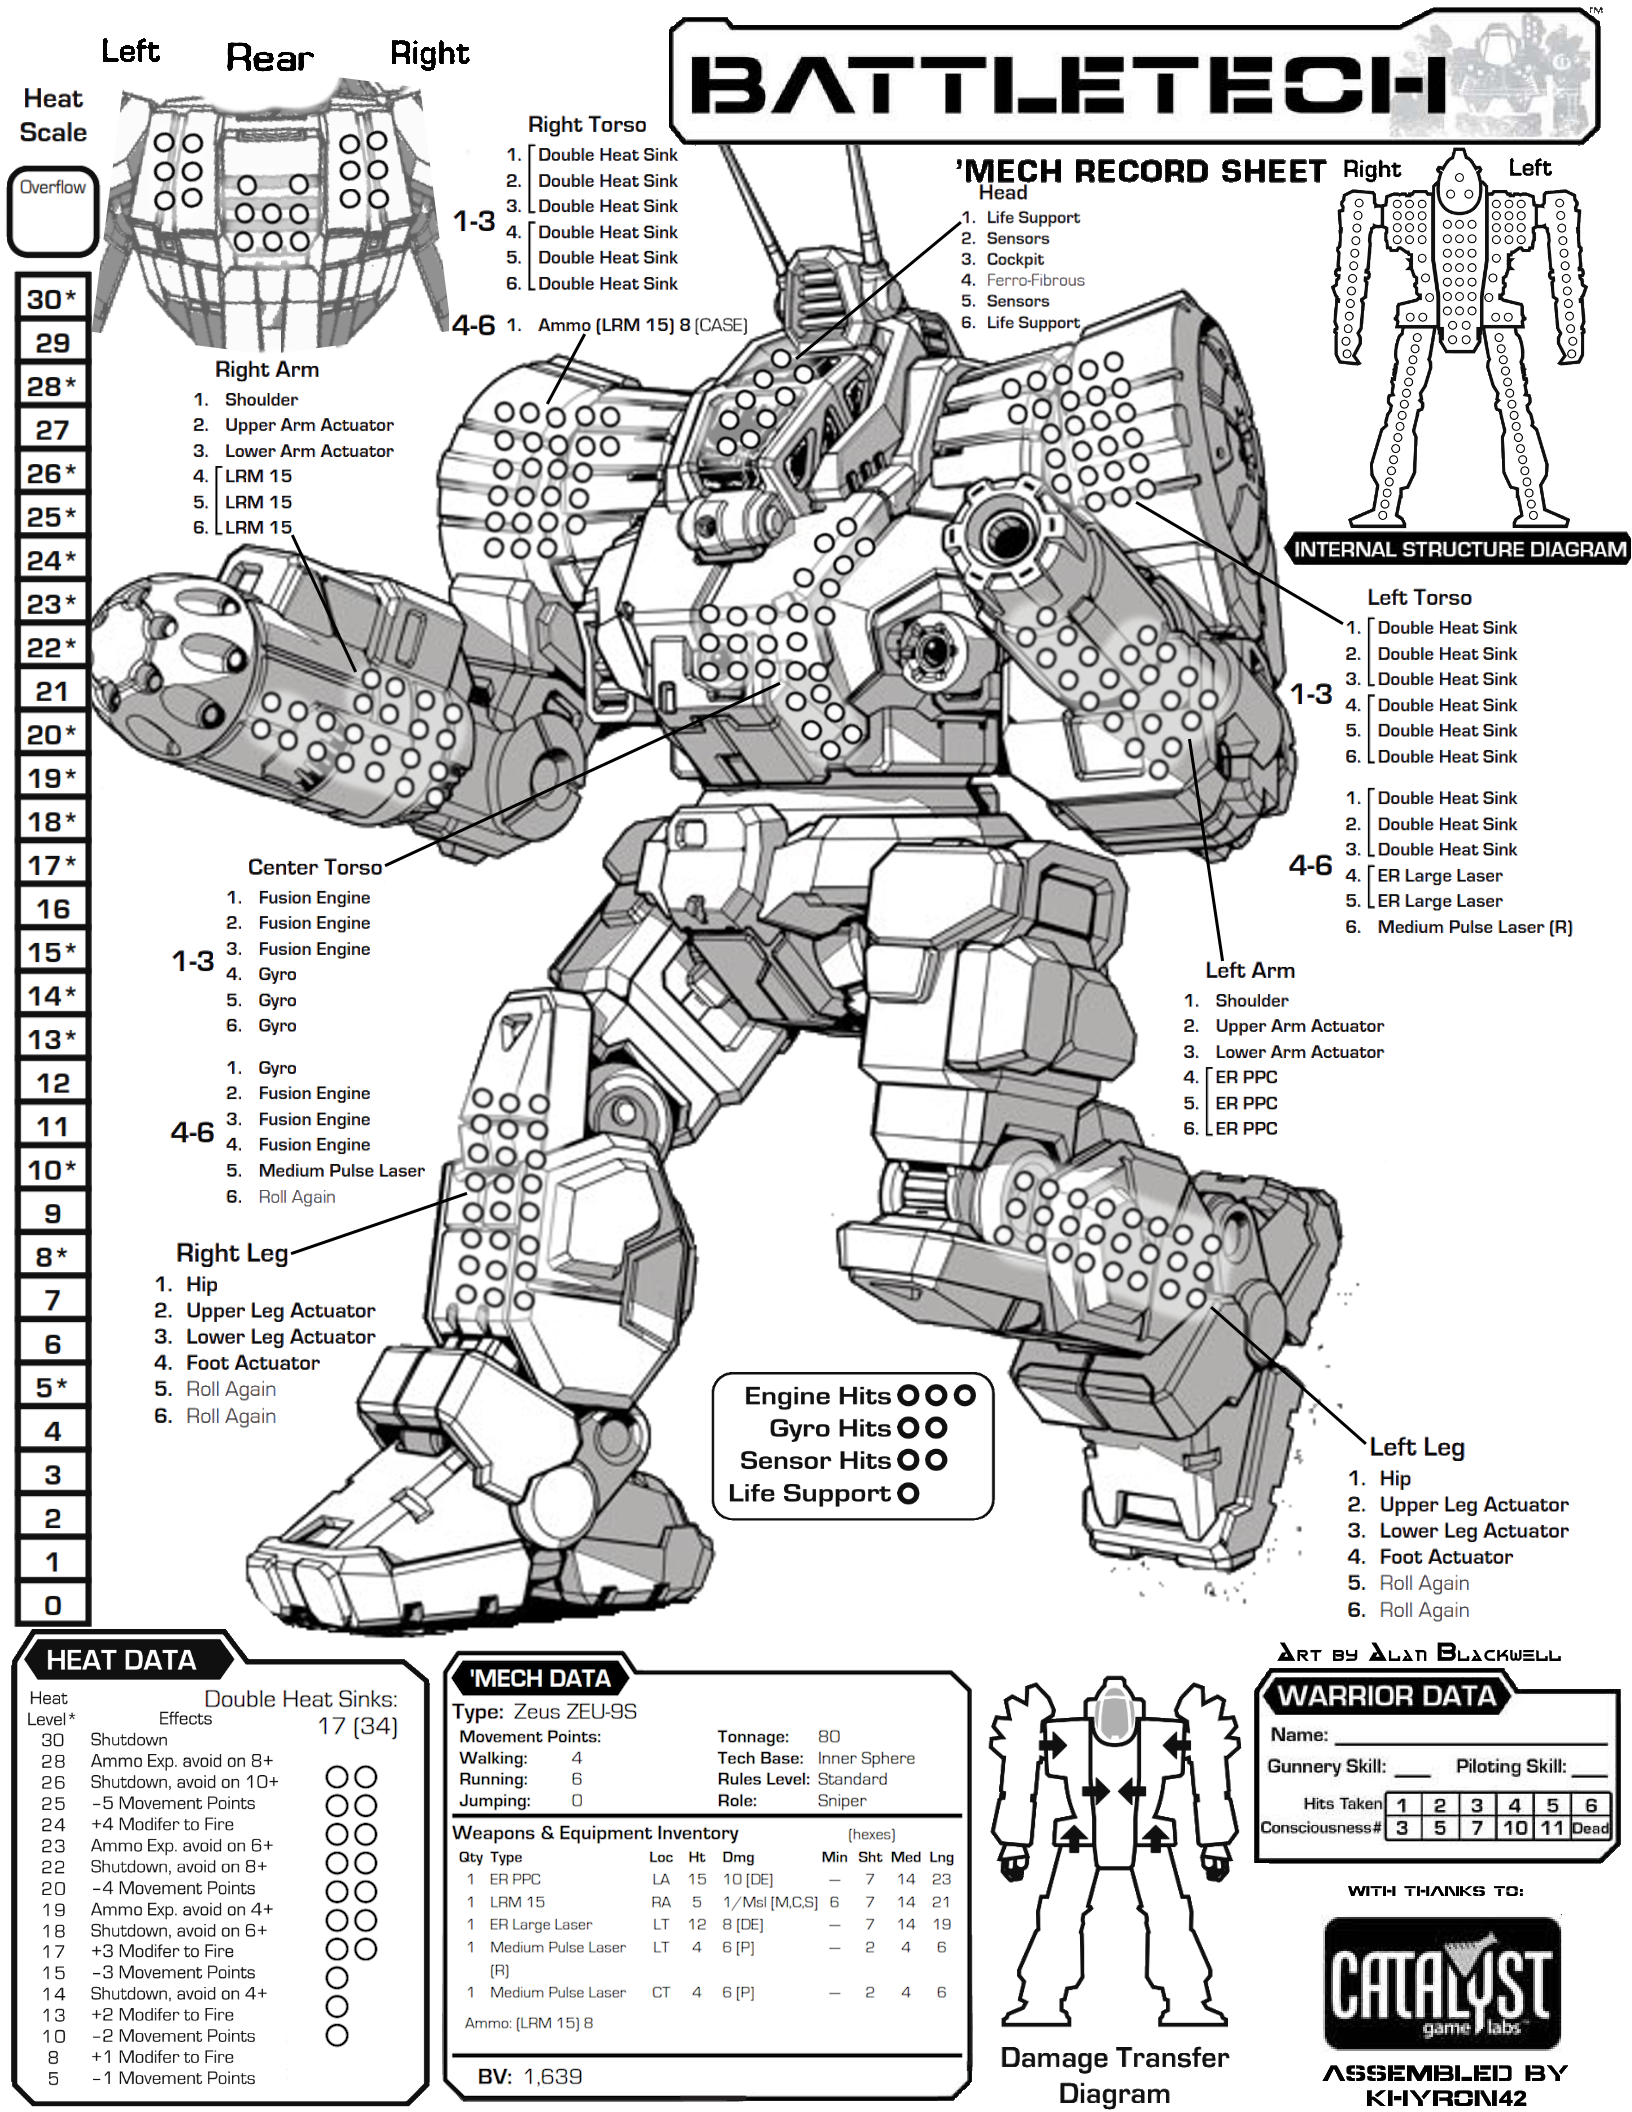 BATTLETECH
TM
'MECH RECORD SHEET
Left
Rear
Right
Heat
Scale
Overflow
30*
29
28*
27
26*
25*
24*
23*
22*
21
20*
19*
18*
17*
16
15*
14*
13*
12
11
10*
9
8*
7
6
5*
4
3
2
1
0
Right Torso
1-3
1. Double Heat Sink
2. Double Heat Sink
3. Double Heat Sink
4. Double Heat Sink
5. Double Heat Sink
6. Double Heat Sink
4-6
1. Ammo (LRM 15) 8 (CASE)
Head
1. Life Support
2. Sensors
3. Cockpit
4. Ferro-Fibrous
5. Sensors
6. Life Support
Right
Left
INTERNAL STRUCTURE DIAGRAM
Right Arm
1. Shoulder
2. Upper Arm Actuator
3. Lower Arm Actuator
4. LRM 15
5. LRM 15
6. LRM 15
Left Torso
1-3
1. Double Heat Sink
2. Double Heat Sink
3. Double Heat Sink
4. Double Heat Sink
5. Double Heat Sink
6. Double Heat Sink
4-6
1. Double Heat Sink
2. Double Heat Sink
3. Double Heat Sink
4. ER Large Laser
5. ER Large Laser
6. Medium Pulse Laser (R)
Center Torso
1-3
1. Fusion Engine
2. Fusion Engine
3. Fusion Engine
4. Gyro
5. Gyro
6. Gyro
4-6
1. Gyro
2. Fusion Engine
3. Fusion Engine
4. Fusion Engine
5. Medium Pulse Laser
6. Roll Again
Left Arm
1. Shoulder
2. Upper Arm Actuator
3. Lower Arm Actuator
4. ER PPC
5. ER PPC
6. ER PPC
Right Leg
1. Hip
2. Upper Leg Actuator
3. Lower Leg Actuator
4. Foot Actuator
5. Roll Again
6. Roll Again
Engine Hits
Gyro Hits
Sensor Hits
Life Support
Left Leg
1. Hip
2. Upper Leg Actuator
3. Lower Leg Actuator
4. Foot Actuator
5. Roll Again
6. Roll Again
HEAT DATA
Heat Level* Effects
Double Heat Sinks:
17 (34)
30 Shutdown
28 Ammo Exp. avoid on 8+
26 Shutdown, avoid on 10+
25 -5 Movement Points
24 +4 Modifer to Fire
23 Ammo Exp. avoid on 6+
22 Shutdown, avoid on 8+
20 -4 Movement Points
19 Ammo Exp. avoid on 4+
18 Shutdown, avoid on 6+
17 +3 Modifer to Fire
15 -3 Movement Points
14 Shutdown, avoid on 4+
13 +2 Modifer to Fire
10 -2 Movement Points
8 +1 Modifer to Fire
5 -1 Movement Points
'MECH DATA
Type: Zeus ZEU-9S
Movement Points: Tonnage: 80
Walking: 4 Tech Base: Inner Sphere
Running: 6 Rules Level: Standard
Jumping: 0 Role: Sniper
Weapons & Equipment Inventory (hexes)
Qty Type Loc Ht Dmg Min Sht Med Lng
1 ER PPC LA 15 10 [DE] — 7 14 23
1 LRM 15 RA 5 1/Msl [M,C,S] 6 7 14 21
1 ER Large Laser LT 12 8 [DE] — 7 14 19
1 Medium Pulse Laser LT 4 6 [P] — 2 4 6
(R)
1 Medium Pulse Laser CT 4 6 [P] — 2 4 6
Ammo: (LRM 15) 8
BV: 1,639
Damage Transfer
Diagram
Art by Alan Blackwell
WARRIOR DATA
Name:
Gunnery Skill: Piloting Skill:
Hits Taken 1 2 3 4 5 6
Consciousness# 3 5 7 10 11 Dead
WITH THANKS TO:
CATALYST
game labs
ASSEMBLED BY
KHYRON42